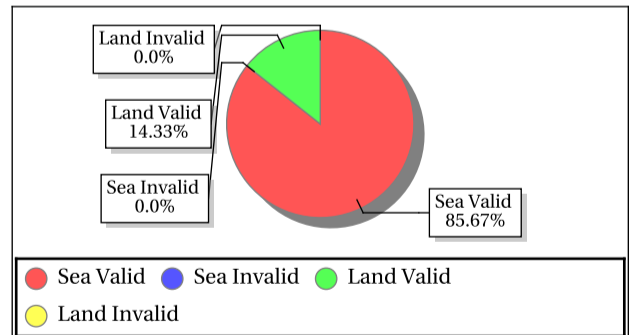 Land Invalid
0.0%
Land Valid
14.33%
Sea Invalid
0.0%
Sea Valid
85.67%
Sea Valid Sea Invalid Land Valid
Land Invalid